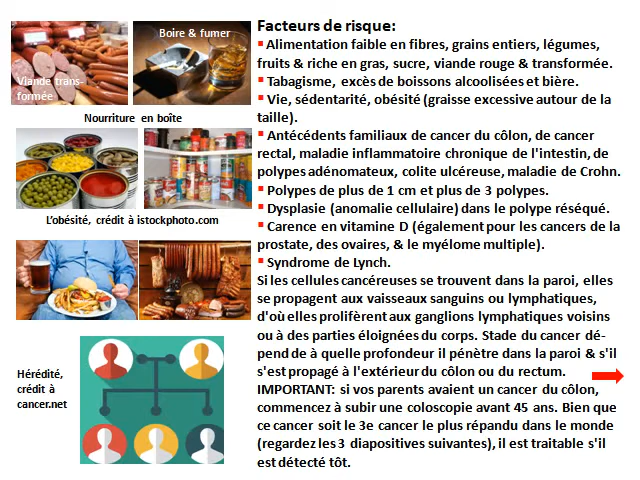 Viande trans-
formée
Boire & fumer
Nourriture en boîte
L'obésité, crédit à istockphoto.com
Hérédité,
crédit à
cancer.net
Facteurs de risque:
Alimentation faible en fibres, grains entiers, légumes,
fruits & riche en gras, sucre, viande rouge & transformée.
Tabagisme, excès de boissons alcoolisées et bière.
Vie, sédentarité, obésité (graisse excessive autour de la
taille).
Antécédents familiaux de cancer du côlon, de cancer
rectal, maladie inflammatoire chronique de l'intestin, de
polypes adénomateux, colite ulcéreuse, maladie de Crohn.
Polypes de plus de 1 cm et plus de 3 polypes.
Dysplasie (anomalie cellulaire) dans le polype réséqué.
Carence en vitamine D (également pour les cancers de la
prostate, des ovaires, & le myélome multiple).
Syndrome de Lynch.
Si les cellules cancéreuses se trouvent dans la paroi, elles
se propagent aux vaisseaux sanguins ou lymphatiques,
d'où elles prolifèrent aux ganglions lymphatiques voisins
ou à des parties éloignées du corps. Stade du cancer dé-
pend de à quelle profondeur il pénètre dans la paroi & s'il
s'est propagé à l'extérieur du côlon ou du rectum.
IMPORTANT: si vos parents avaient un cancer du côlon,
commencez à subir une coloscopie avant 45 ans. Bien que
ce cancer soit le 3e cancer le plus répandu dans le monde
(regardez les 3 diapositives suivantes), il est traitable s'il
est détecté tôt.